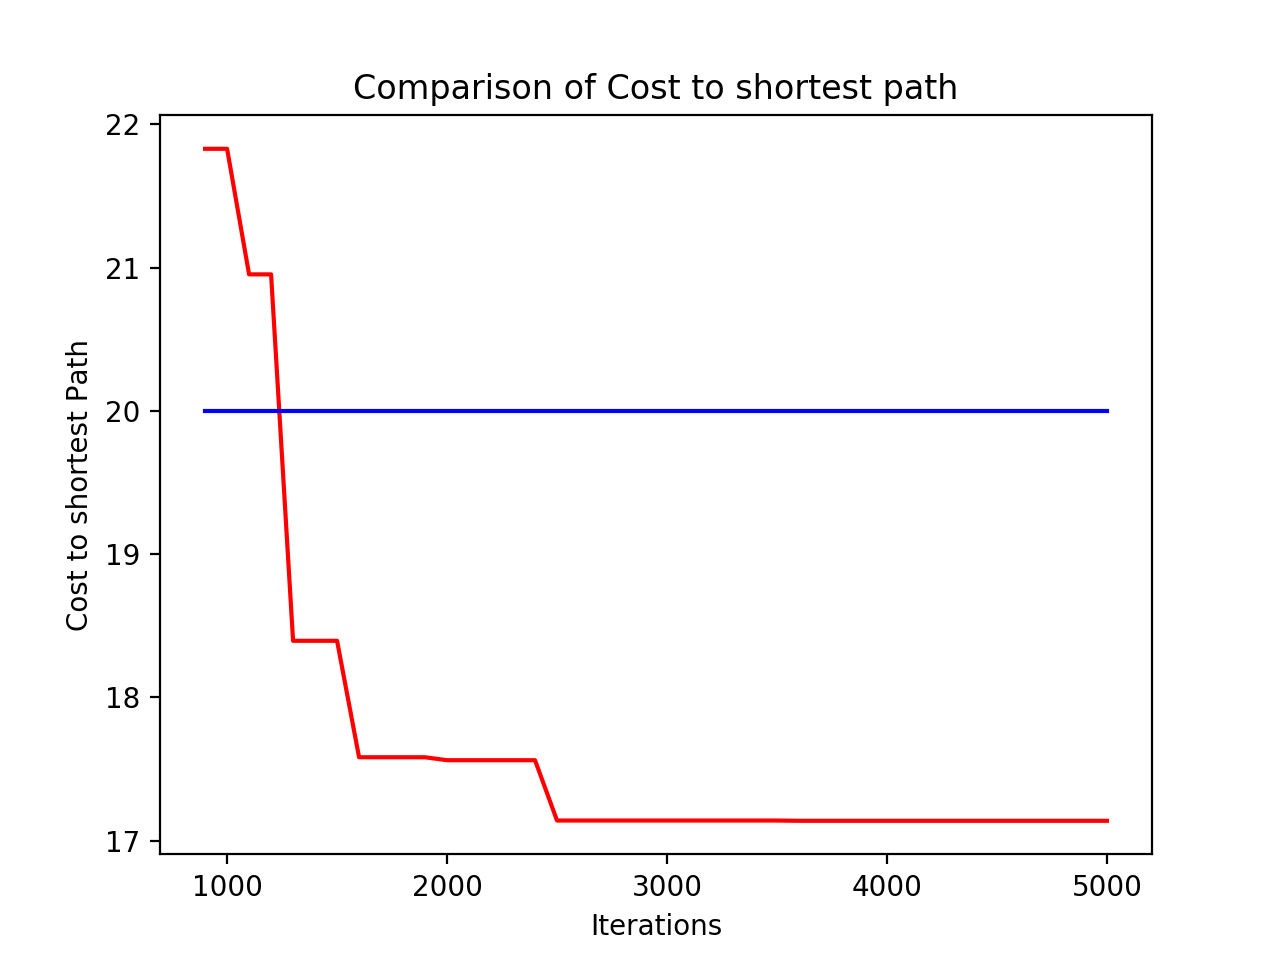 Comparison of Cost to shortest path
22
21
20
19
18
17
Cost to shortest Path
1000 2000 3000 4000 5000
Iterations